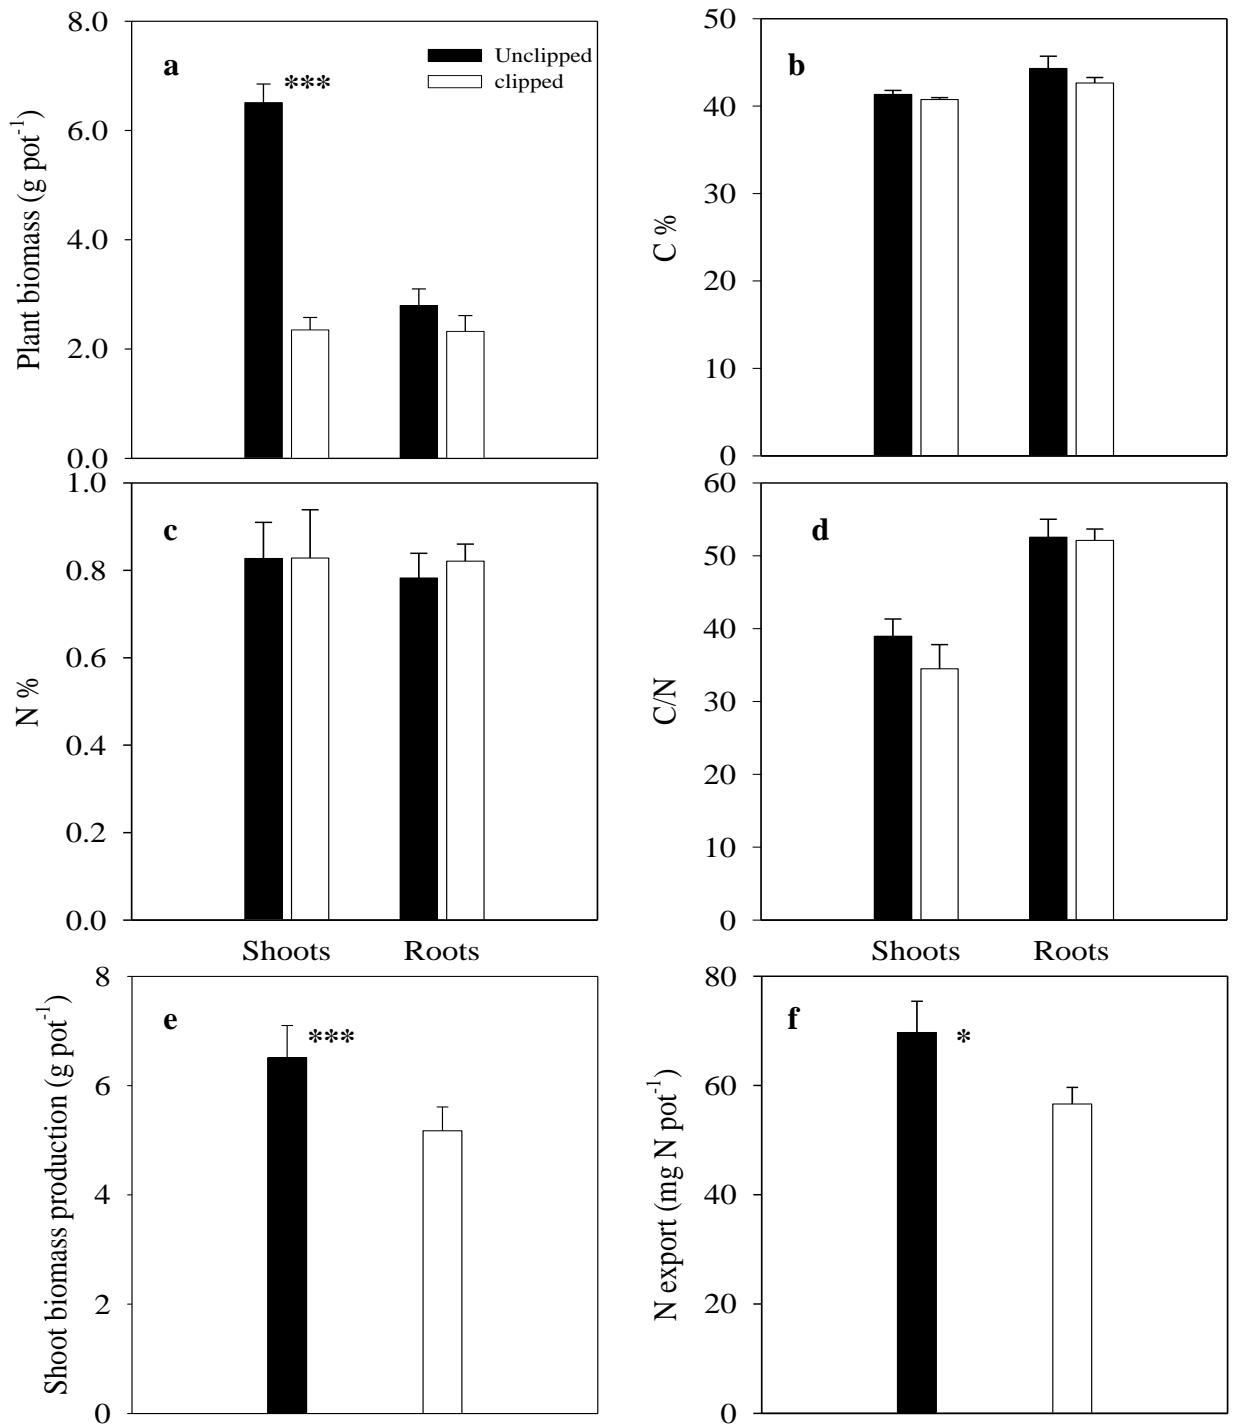 a
Unclipped
clipped
***
Plant biomass (g pot-1)
8.0
6.0
4.0
2.0
0.0
b
C %
50
40
30
20
10
0
c
N %
1.0
0.8
0.6
0.4
0.2
0.0
Shoots Roots
d
C/N
60
50
40
30
20
10
0
Shoots Roots
e
***
Shoot biomass production (g pot-1)
8
6
4
2
0
f
*
N export (mg N pot-1)
80
60
40
20
0